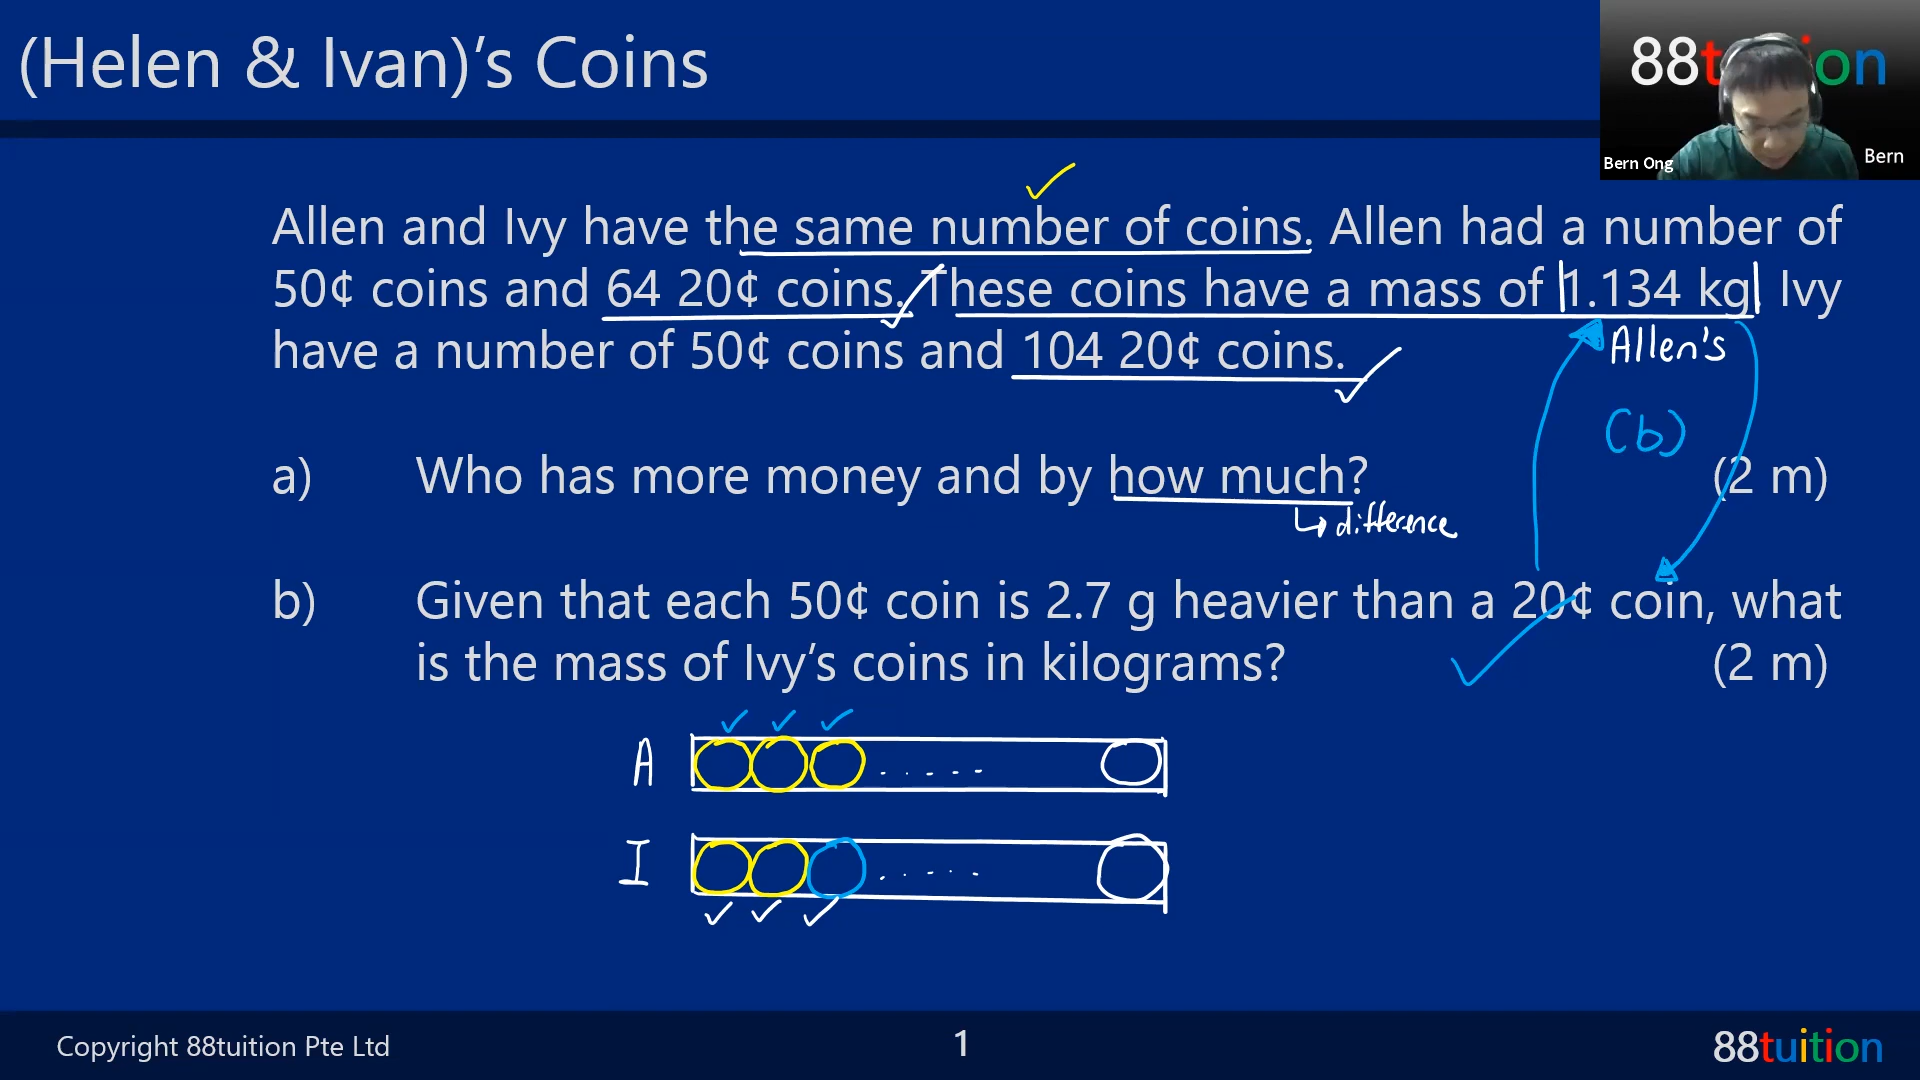 (Helen & Ivan)’s Coins
88tuition
Bern Ong
Bern
Allen and Ivy have the same number of coins. Allen had a number of
50¢ coins and 64 20¢ coins. These coins have a mass of 1.134 kg. Ivy
have a number of 50¢ coins and 104 20¢ coins.
Allen's
(b)
a) Who has more money and by how much? (2 m)
difference
b) Given that each 50¢ coin is 2.7 g heavier than a 20¢ coin, what
is the mass of Ivy’s coins in kilograms? (2 m)
A
I
Copyright 88tuition Pte Ltd
1
88tuition